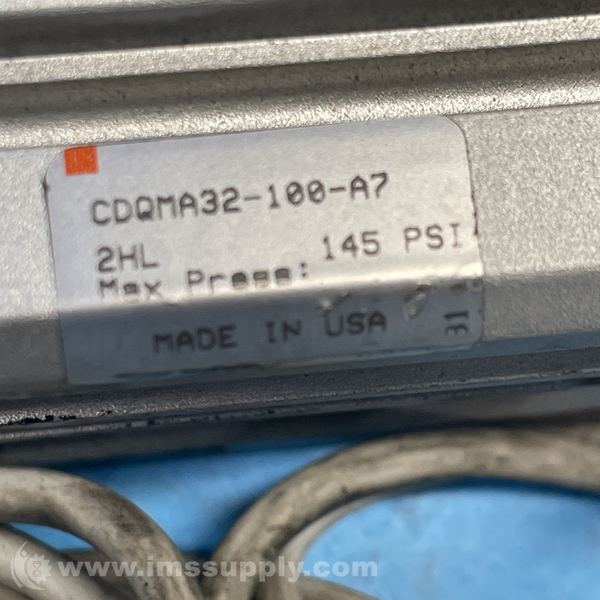 CDQMA32-100-A7
2HL
Max Press: 145 PSI
MADE IN USA
31
www.imssupply.com